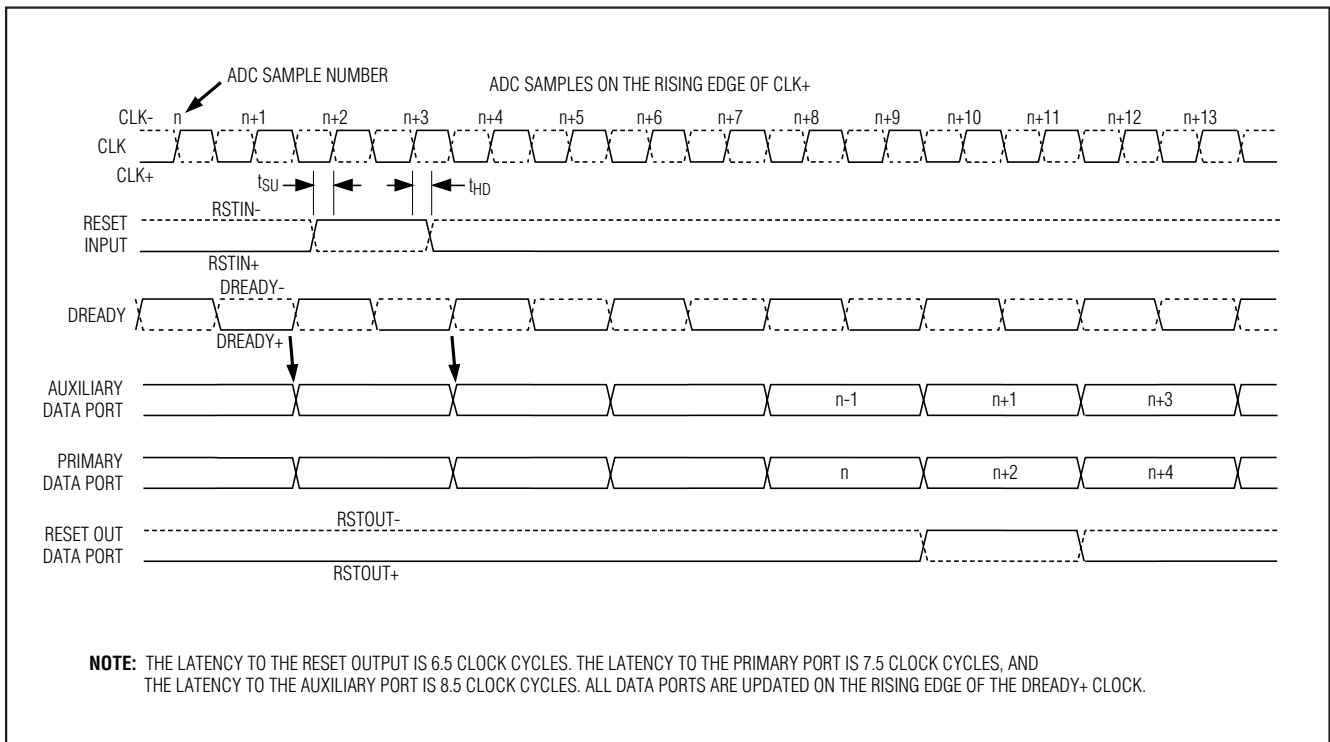 ADC SAMPLE NUMBER
ADC SAMPLES ON THE RISING EDGE OF CLK+
CLK- n n+1 n+2 n+3 n+4 n+5 n+6 n+7 n+8 n+9 n+10 n+11 n+12 n+13
CLK
CLK+
tSU tHD
RSTIN-
RESET
INPUT
RSTIN+
DREADY-
DREADY
DREADY+
AUXILIARY
DATA PORT
n-1 n+1 n+3
PRIMARY
DATA PORT
n n+2 n+4
RSTOUT-
RESET OUT
DATA PORT
RSTOUT+
NOTE: THE LATENCY TO THE RESET OUTPUT IS 6.5 CLOCK CYCLES. THE LATENCY TO THE PRIMARY PORT IS 7.5 CLOCK CYCLES, AND
THE LATENCY TO THE AUXILIARY PORT IS 8.5 CLOCK CYCLES. ALL DATA PORTS ARE UPDATED ON THE RISING EDGE OF THE DREADY+ CLOCK.